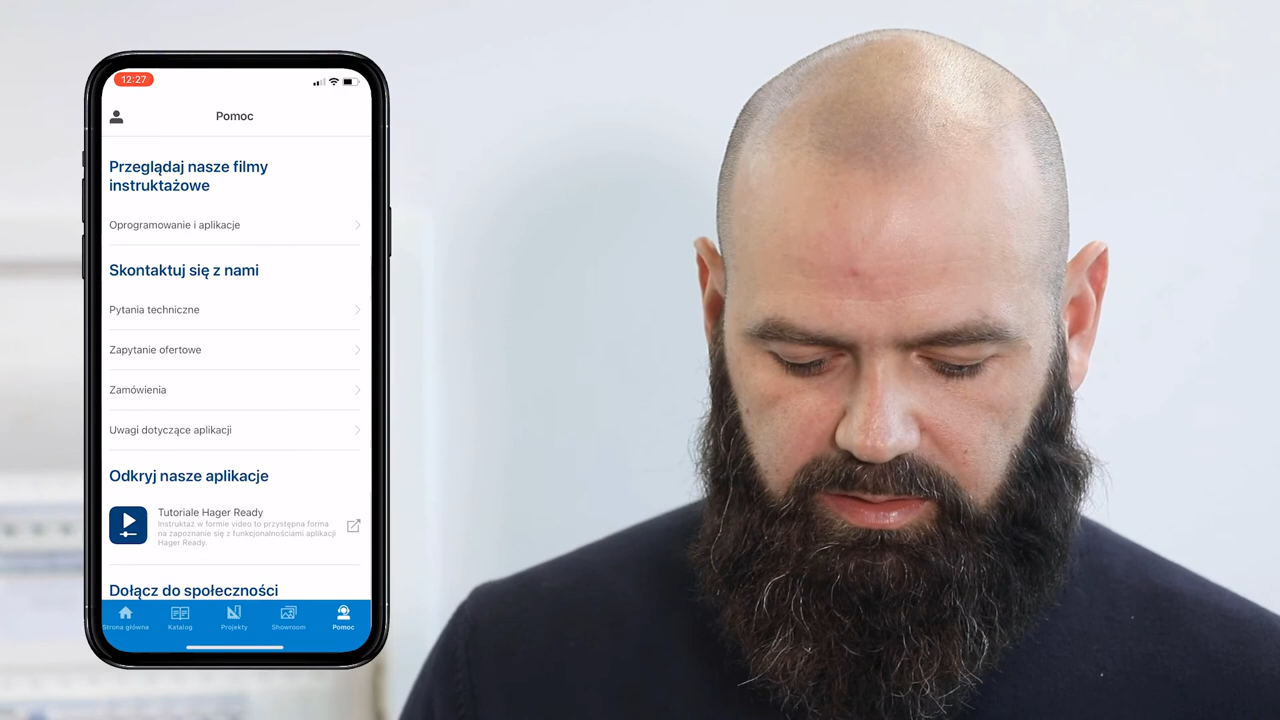 12:27
Pomoc
Przeglądaj nasze filmy
instruktażowe
Oprogramowanie i aplikacje
Skontaktuj się z nami
Pytania techniczne
Zapytanie ofertowe
Zamówienia
Uwagi dotyczące aplikacji
Odkryj nasze aplikacje
Tutoriale Hager Ready
Instruktaż w formie video to przystępna forma
na zapoznanie się z funkcjonalnościami aplikacji
Hager Ready.
Dołącz do społeczności
Strona główna Katalog Projekty Showroom Pomoc